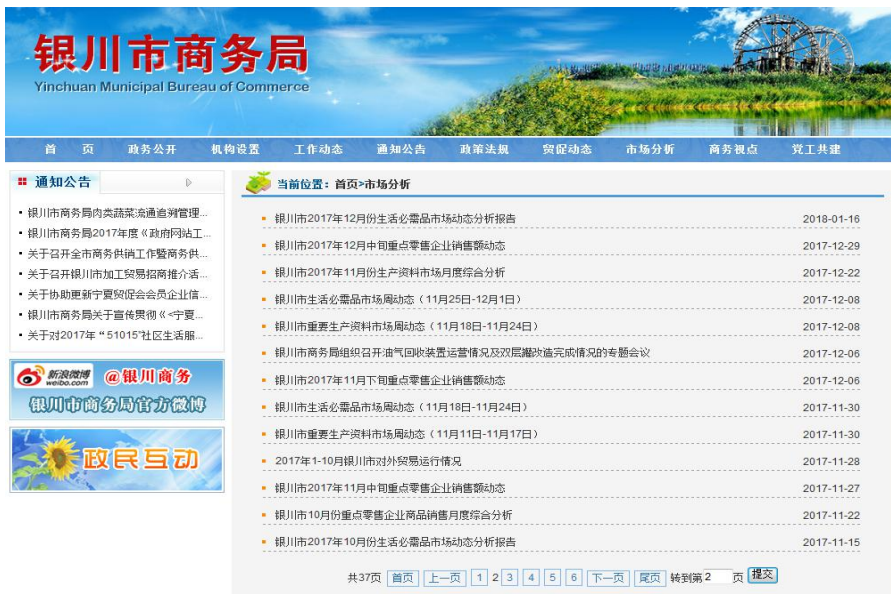 银川市商务局
Yinchuan Municipal Bureau of Commerce
首 页 政务公开 机构设置 工作动态 通知公告 政策法规 贸促动态 市场分析 商务视点 党工共建
通知公告
银川市商务局肉类蔬菜流通追溯管理...
银川市商务局2017年度《政府网站工...
关于召开全市商务供销工作暨商务供...
关于召开银川市加工贸易招商推介活...
关于协助更新宁夏贸促会会员企业信...
银川市商务局关于宣传贯彻《<宁夏...
关于对2017年“51015”社区生活服...
新浪微博
weibo.com
@银川商务
银川市商务局官方微博
政民互动
当前位置：首页>市场分析
银川市2017年12月份生活必需品市场动态分析报告 2018-01-16
银川市2017年12月中旬重点零售企业销售额动态 2017-12-29
银川市2017年11月份生产资料市场月度综合分析 2017-12-22
银川市生活必需品市场周动态（11月25日-12月1日） 2017-12-08
银川市重要生产资料市场周动态（11月18日-11月24日） 2017-12-08
银川市商务局组织召开油气回收装置运营情况及双层罐改造完成情况的专题会议 2017-12-06
银川市2017年11月下旬重点零售企业销售额动态 2017-12-06
银川市生活必需品市场周动态（11月18日-11月24日） 2017-11-30
银川市重要生产资料市场周动态（11月11日-11月17日） 2017-11-30
2017年1-10月银川市对外贸易运行情况 2017-11-28
银川市2017年11月中旬重点零售企业销售额动态 2017-11-27
银川市10月份重点零售企业商品销售月度综合分析 2017-11-22
银川市2017年10月份生活必需品市场动态分析报告 2017-11-15
共37页 首页 上一页 1 2 3 4 5 6 下一页 尾页 转到第 2 页 提交